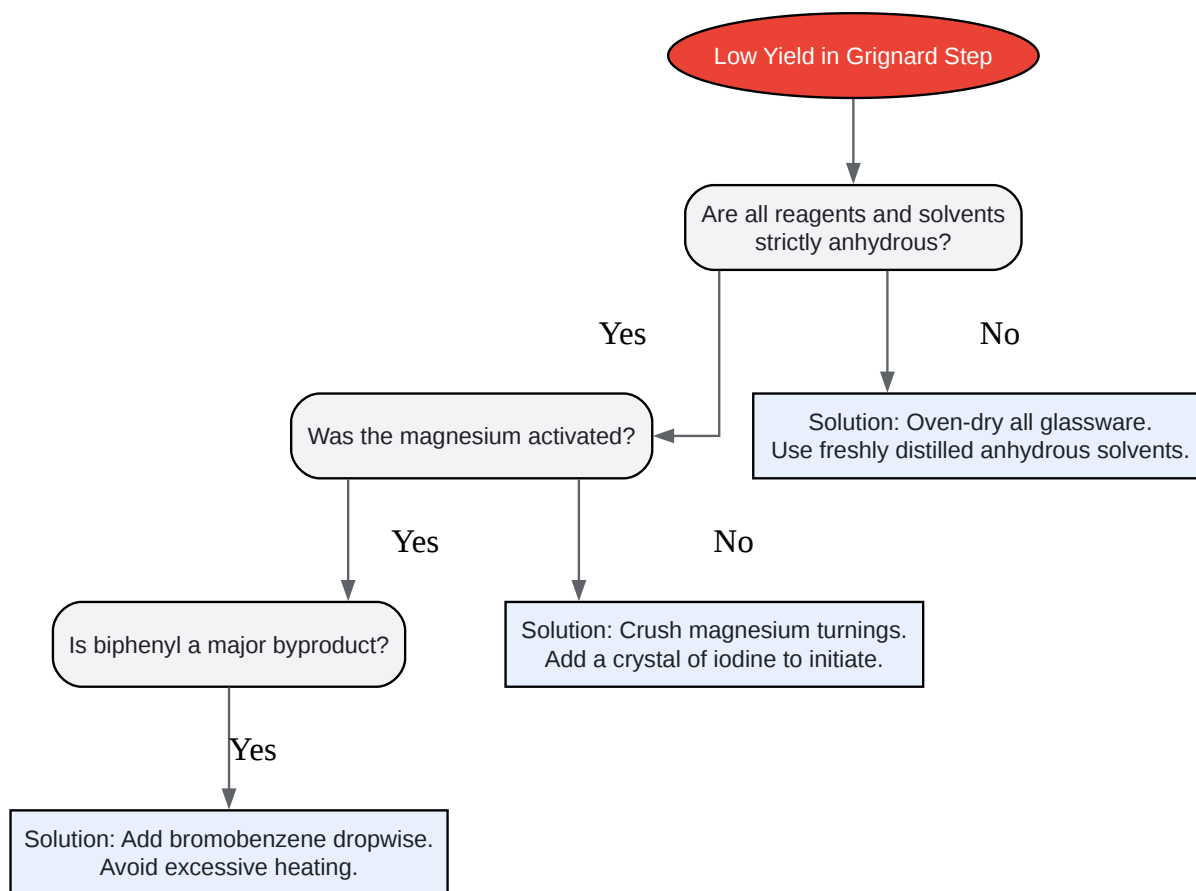 Low Yield in Grignard Step
Are all reagents and solvents
strictly anhydrous?
Yes
No
Solution: Oven-dry all glassware.
Use freshly distilled anhydrous solvents.
Was the magnesium activated?
Yes
No
Solution: Crush magnesium turnings.
Add a crystal of iodine to initiate.
Is biphenyl a major byproduct?
Yes
Solution: Add bromobenzene dropwise.
Avoid excessive heating.